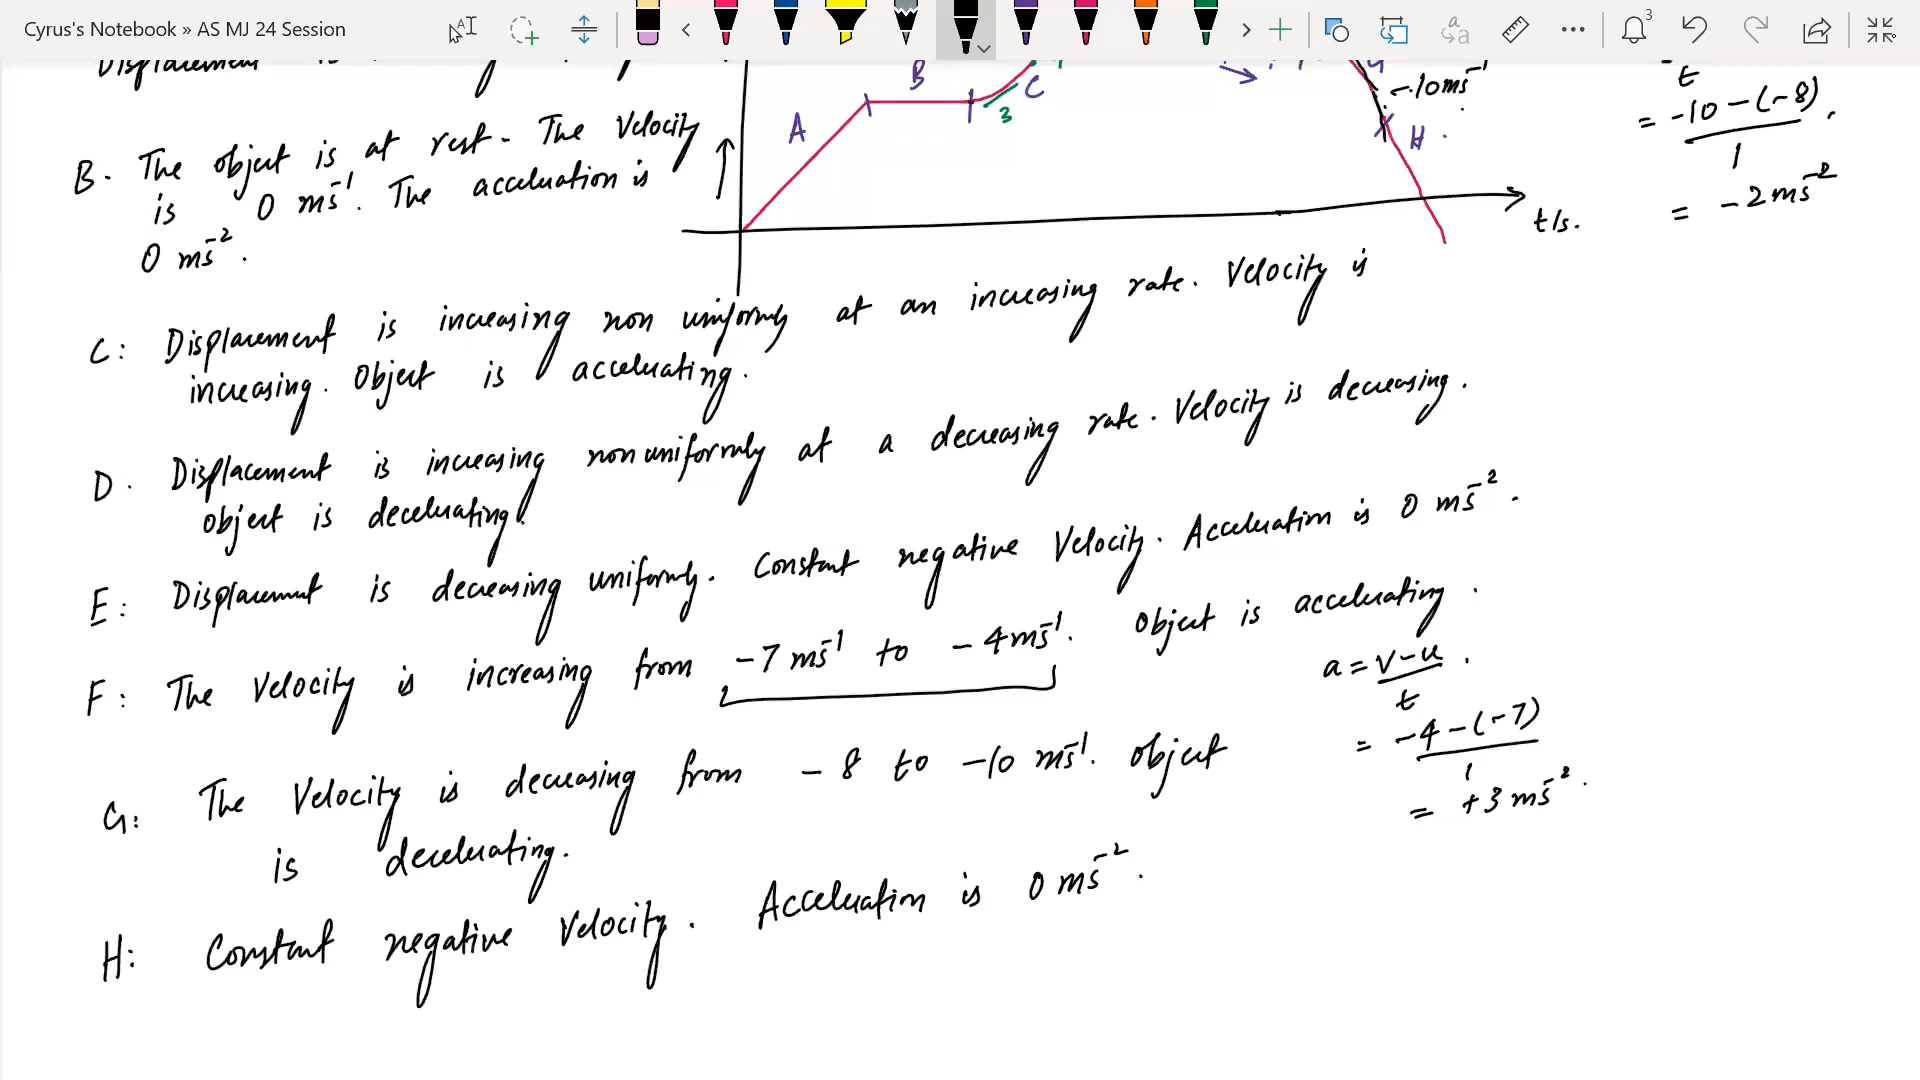 Cyrus's Notebook » AS MJ 24 Session
3
Displacement is
B
A
C
3
-10ms⁻¹
H
t/s.
t
= -10-(-8)
1
= -2ms⁻²
B. The object is at rest. The Velocity
is 0 ms⁻¹. The acceleration is
0 ms⁻².
C: Displacement is increasing non uniformly at an increasing rate. Velocity is
increasing. Object is accelerating.
D. Displacement is increasing non uniformly at a decreasing rate. Velocity is decreasing.
object is decelerating.
E: Displacement is decreasing uniformly. Constant negative Velocity. Acceleration is 0 ms⁻².
F: The Velocity is increasing from -7ms⁻¹ to -4ms⁻¹. Object is accelerating.
a = v-u
t
= -4-(-7)
1
= +3ms⁻².
G: The Velocity is decreasing from -8 to -10 ms⁻¹. object
is decelerating.
H: Constant negative Velocity. Acceleration is 0 ms⁻².